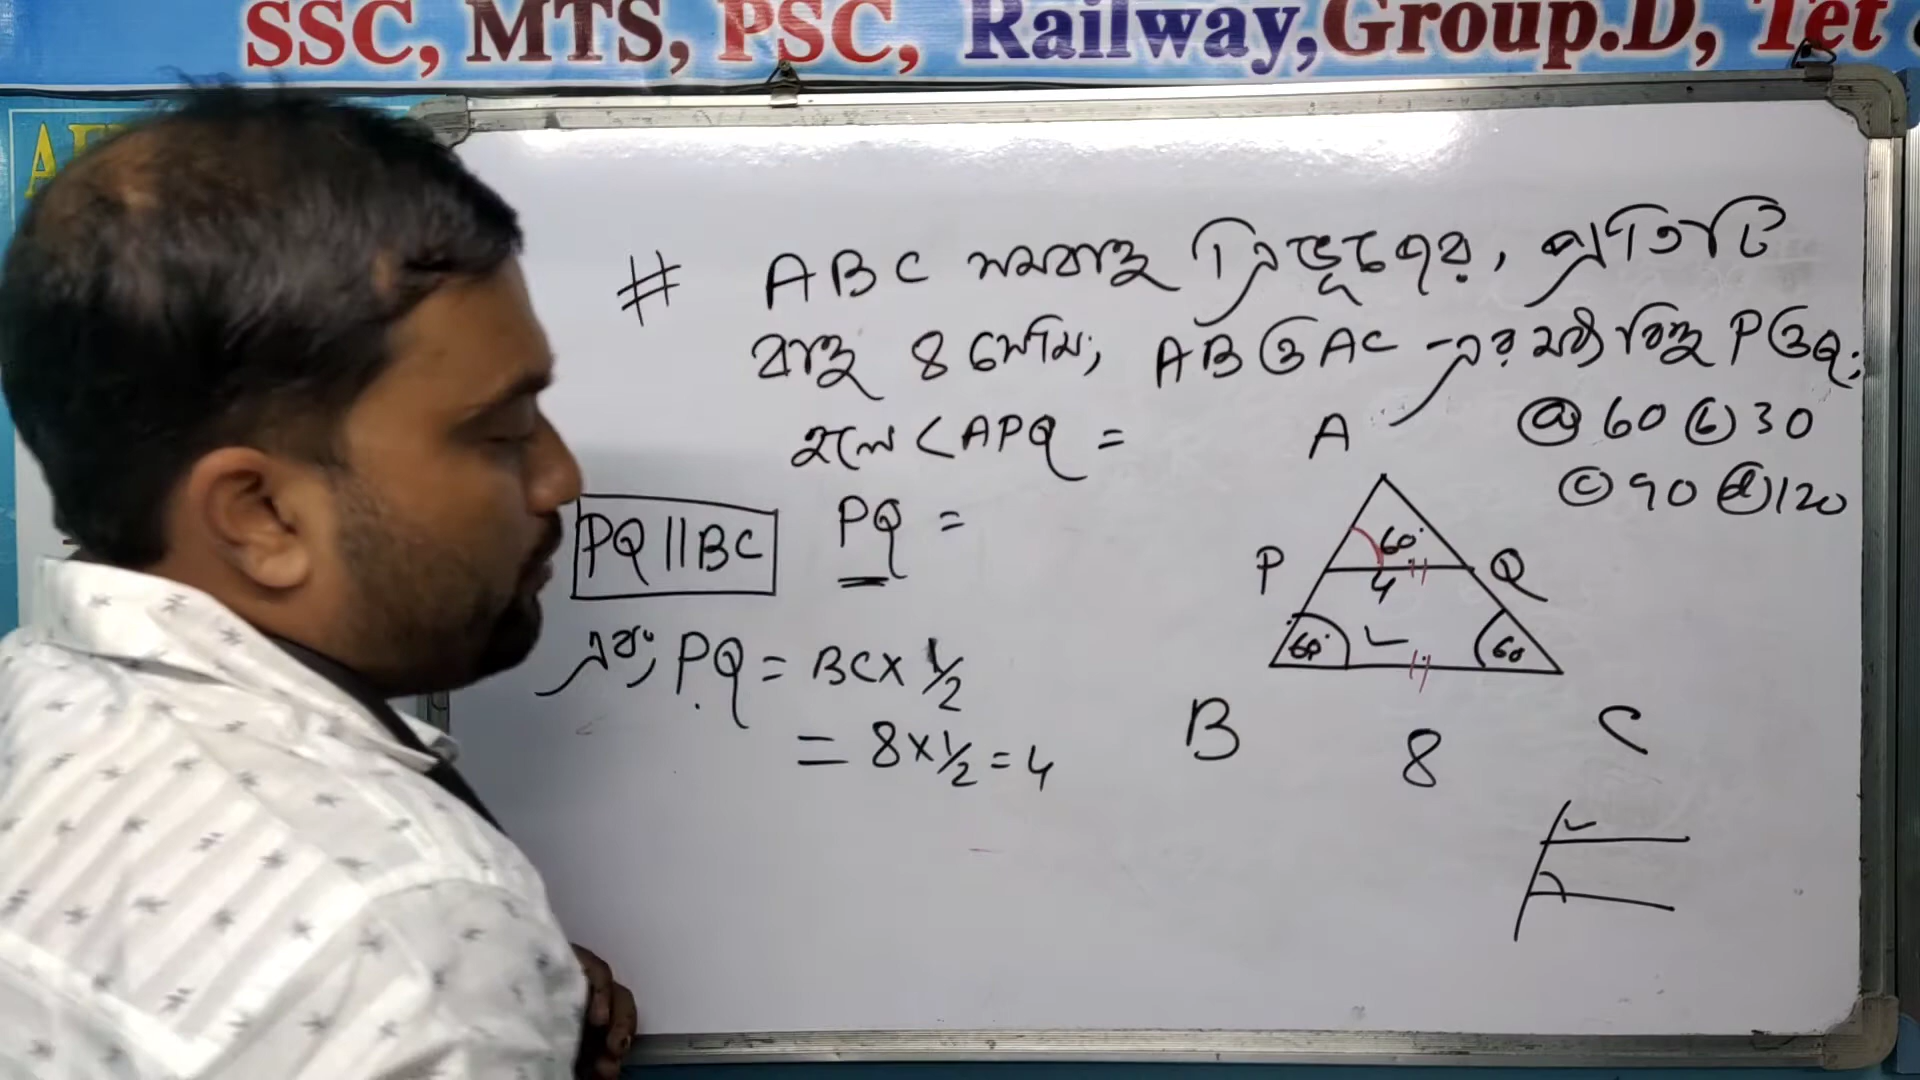 SSC, MTS, PSC, Railway, Group.D, Tet
# ABC সমবাহু ত্রিভূজের, প্রতিটি
বাহু 8 সেমি; AB ও AC -এর মধ্য বিন্দু P ও Q;
হলে <APQ =
ⓐ 60 ⓑ 30
ⓒ 90 ⓓ 120
PQ || BC
PQ =
এবং PQ = BC x 1/2
= 8 x 1/2 = 4
A
60°
P
4
Q
60°
60
B
8
C